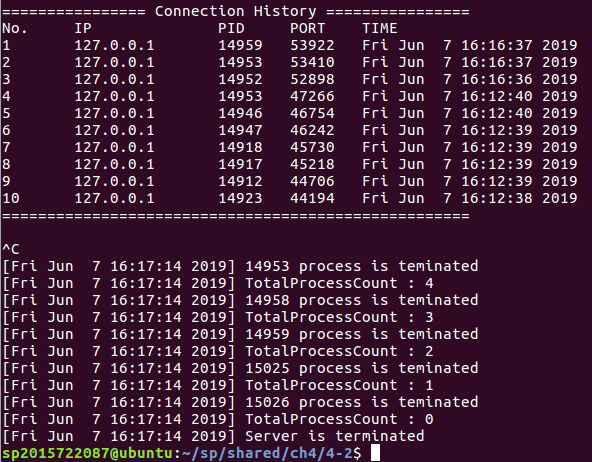 ================ Connection History ================
No.     IP              PID     PORT    TIME
1       127.0.0.1       14959   53922   Fri Jun  7 16:16:37 2019
2       127.0.0.1       14953   53410   Fri Jun  7 16:16:37 2019
3       127.0.0.1       14952   52898   Fri Jun  7 16:16:36 2019
4       127.0.0.1       14953   47266   Fri Jun  7 16:12:40 2019
5       127.0.0.1       14946   46754   Fri Jun  7 16:12:40 2019
6       127.0.0.1       14947   46242   Fri Jun  7 16:12:39 2019
7       127.0.0.1       14918   45730   Fri Jun  7 16:12:39 2019
8       127.0.0.1       14917   45218   Fri Jun  7 16:12:39 2019
9       127.0.0.1       14912   44706   Fri Jun  7 16:12:39 2019
10      127.0.0.1       14923   44194   Fri Jun  7 16:12:38 2019
====================================================
^C
[Fri Jun  7 16:17:14 2019] 14953 process is teminated
[Fri Jun  7 16:17:14 2019] TotalProcessCount : 4
[Fri Jun  7 16:17:14 2019] 14958 process is teminated
[Fri Jun  7 16:17:14 2019] TotalProcessCount : 3
[Fri Jun  7 16:17:14 2019] 14959 process is teminated
[Fri Jun  7 16:17:14 2019] TotalProcessCount : 2
[Fri Jun  7 16:17:14 2019] 15025 process is teminated
[Fri Jun  7 16:17:14 2019] TotalProcessCount : 1
[Fri Jun  7 16:17:14 2019] 15026 process is teminated
[Fri Jun  7 16:17:14 2019] TotalProcessCount : 0
[Fri Jun  7 16:17:14 2019] Server is terminated
sp2015722087@ubuntu:~/sp/shared/ch4/4-2$